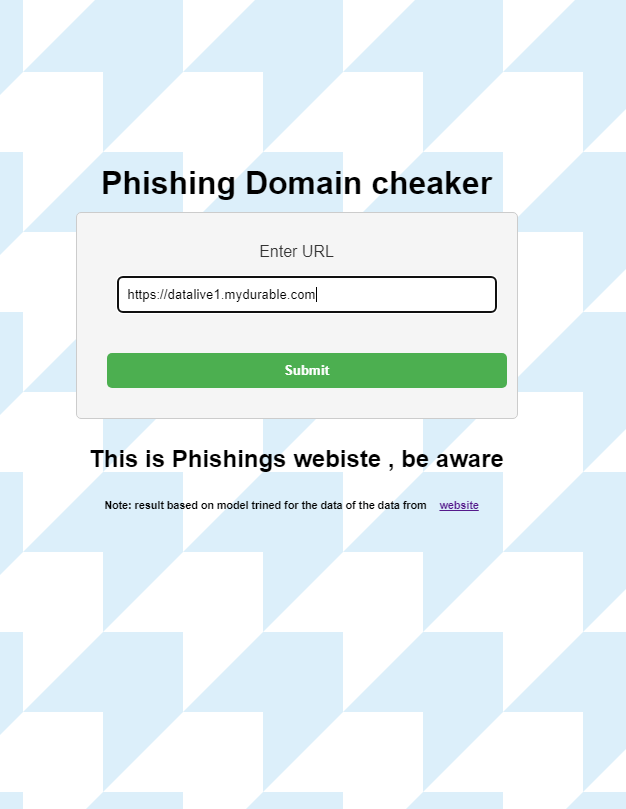 Phishing Domain cheaker
Enter URL
https://datalive1.mydurable.com
Submit
This is Phishings webiste , be aware
Note: result based on model trined for the data of the data from website